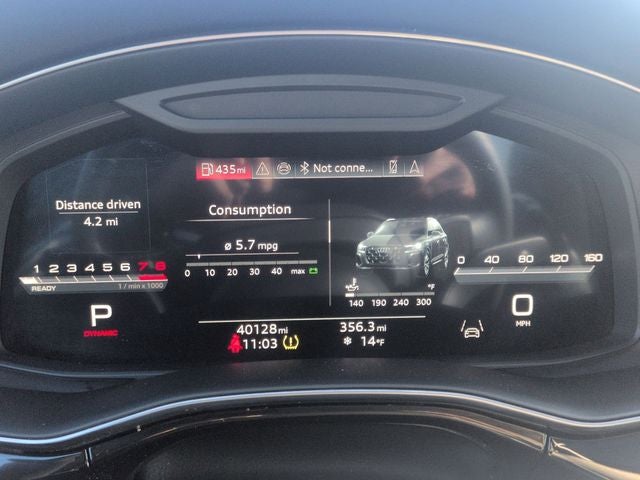 435mi Not conne...
Distance driven
4.2 mi
Consumption
ø 5.7 mpg
0 10 20 30 40 max
1 2 3 4 5 6 7 8
READY 1 / min x 1000
P
DYNAMIC
°F
140 190 240 300
0 40 80 120 160
0
MPH
40128mi 356.3mi
11:03 14°F